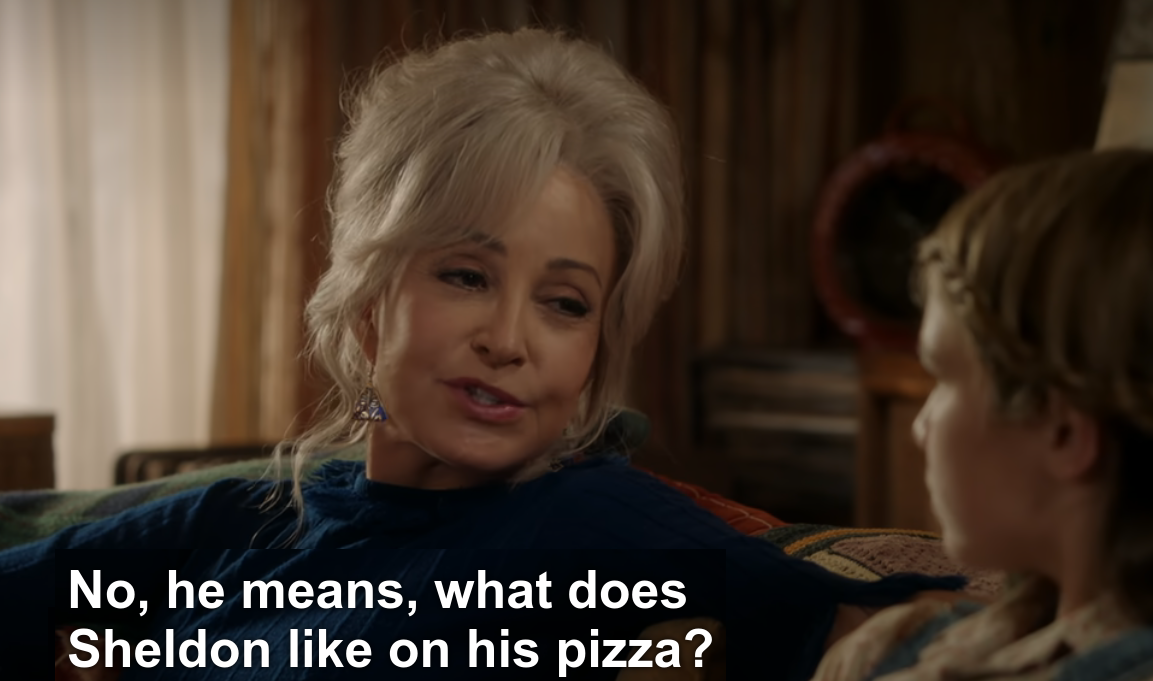 No, he means, what does
Sheldon like on his pizza?